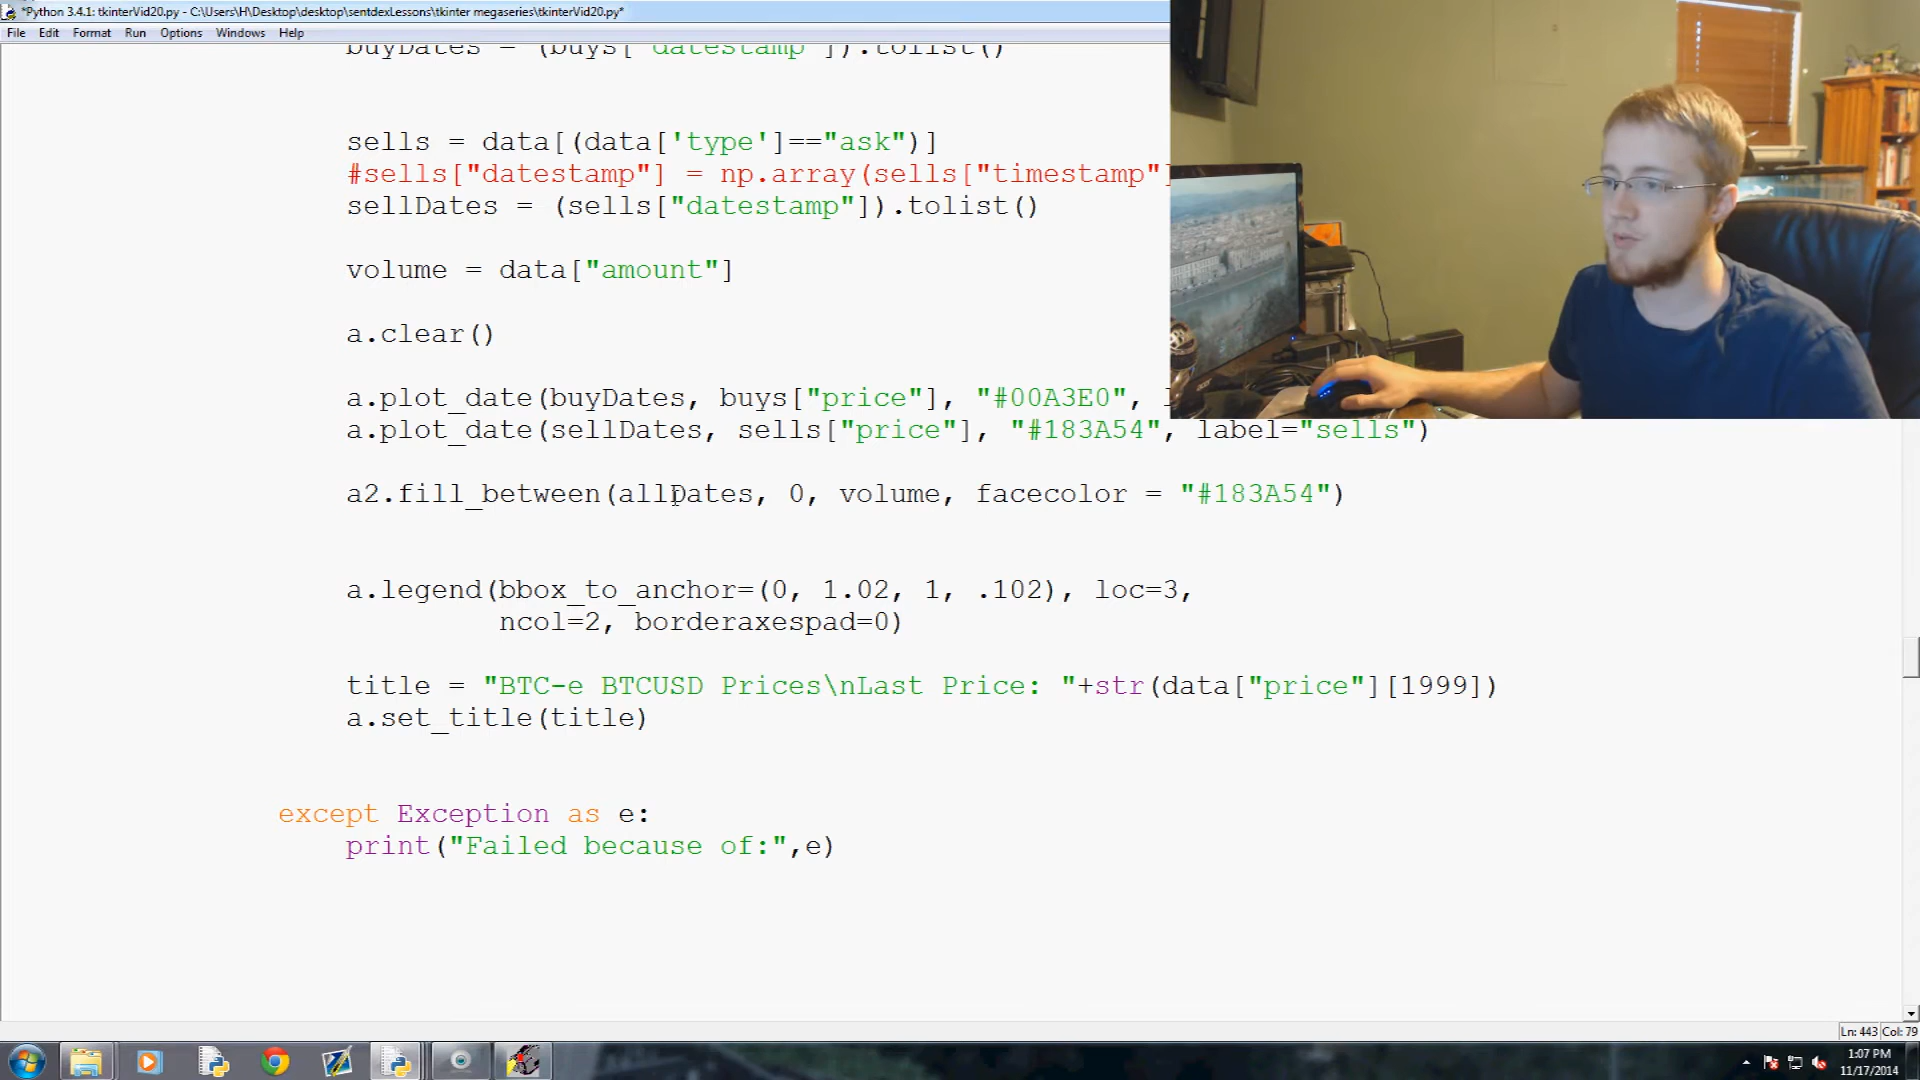 *Python 3.4.1: tkinterVid20.py - C:\Users\H\Desktop\desktop\sentdexLessons\tkinter megaseries\tkinterVid20.py*
File Edit Format Run Options Windows Help
buyDates = (buys["datestamp"]).tolist()
sells = data[(data['type']=="ask")]
#sells["datestamp"] = np.array(sells["timestamp"]
sellDates = (sells["datestamp"]).tolist()
volume = data["amount"]
a.clear()
a.plot_date(buyDates, buys["price"], "#00A3E0",
a.plot_date(sellDates, sells["price"], "#183A54", label="sells")
a2.fill_between(allDates, 0, volume, facecolor = "#183A54")
a.legend(bbox_to_anchor=(0, 1.02, 1, .102), loc=3,
ncol=2, borderaxespad=0)
title = "BTC-e BTCUSD Prices\nLast Price: "+str(data["price"][1999])
a.set_title(title)
except Exception as e:
print("Failed because of:",e)
Ln: 443 Col: 79
1:07 PM
11/17/2014